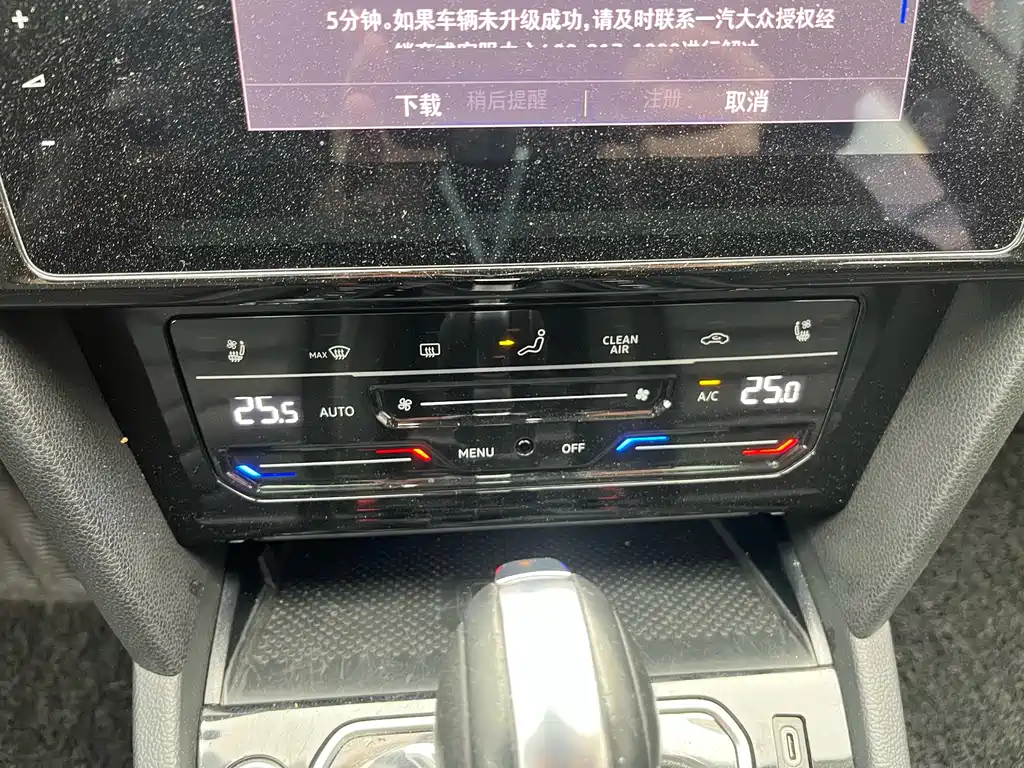 +
5分钟。如果车辆未升级成功,请及时联系一汽大众授权经
下载 稍后提醒 注册 取消
-
MAX CLEAN
AIR
25.5 AUTO A/C 25.0
MENU OFF